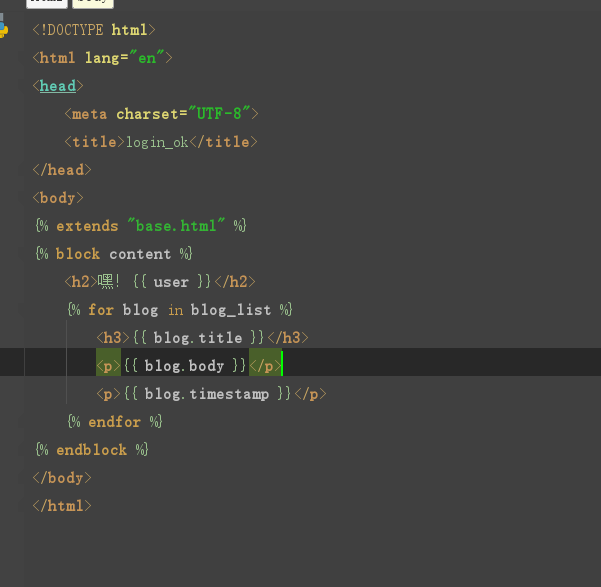 <!DOCTYPE html>
<html lang="en">
<head>
    <meta charset="UTF-8">
    <title>login_ok</title>
</head>
<body>
{% extends "base.html" %}
{% block content %}
    <h2>嘿! {{ user }}</h2>
    {% for blog in blog_list %}
        <h3>{{ blog.title }}</h3>
        <p>{{ blog.body }}</p>
        <p>{{ blog.timestamp }}</p>
    {% endfor %}
{% endblock %}
</body>
</html>